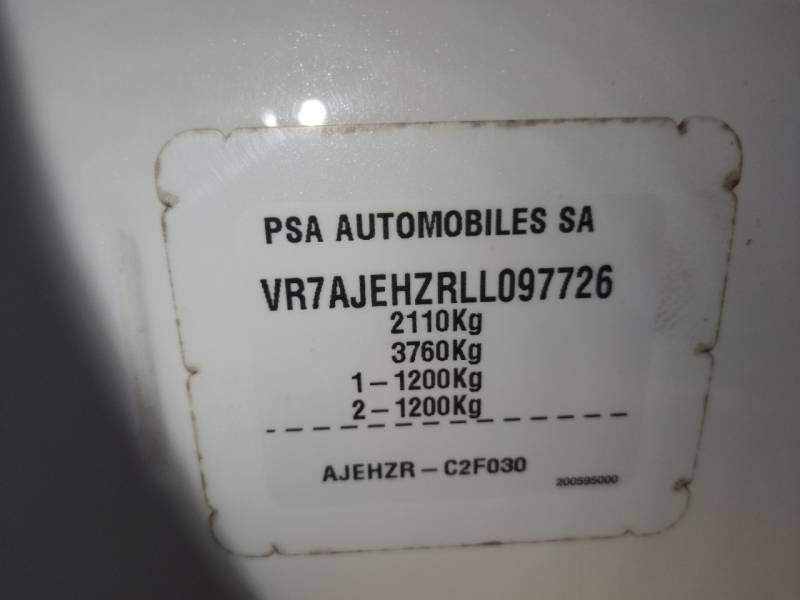 PSA AUTOMOBILES SA
VR7AJEHZRLL097726
2110Kg
3760Kg
1-1200Kg
2-1200Kg
AJEHZR-C2F030
200595000